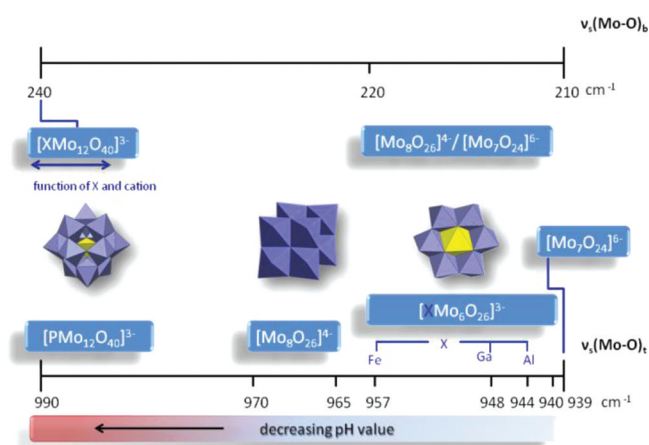 νs(Mo-O)b
240 220 210 cm⁻¹
[XMo₁₂O₄₀]³⁻ [Mo₈O₂₆]⁴⁻/[Mo₇O₂₄]⁶⁻
function of X and cation
[Mo₇O₂₄]⁶⁻
[PMo₁₂O₄₀]³⁻ [Mo₈O₂₆]⁴⁻ [XMo₆O₂₆]³⁻
νs(Mo-O)t
Fe X Ga Al
990 970 965 957 948 944 940 939 cm⁻¹
decreasing pH value